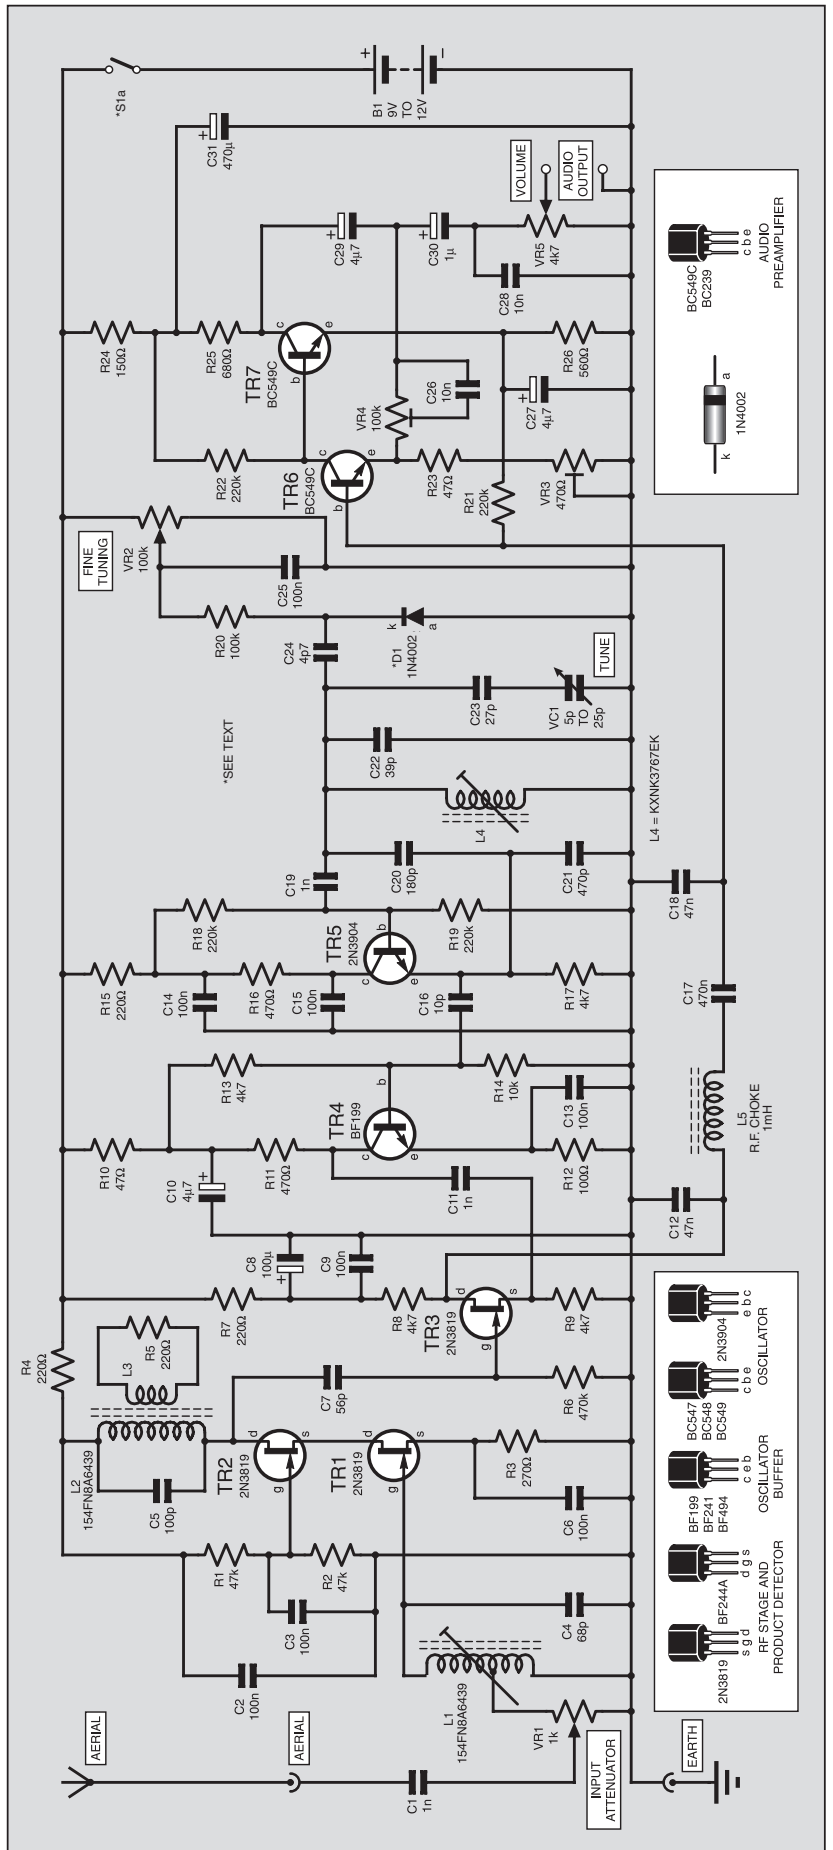 AERIAL
AERIAL
C1
1n
INPUT
ATTENUATOR
EARTH
VR1
1k
L1
154FN8A6439
C2
100n
C3
100n
C4
68p
R1
47k
R2
47k
C5
100p
L2
154FN8A6439
C6
100n
R3
270Ω
TR2
2N3819
d
g
s
TR1
2N3819
d
g
s
R4
220Ω
L3
R5
220Ω
C7
56p
R6
470k
R7
220Ω
C8
100µ
+
C9
100n
R8
4k7
TR3
2N3819
d
g
s
R9
4k7
R10
47Ω
C10
4µ7
+
R11
470Ω
C11
1n
TR4
BF199
c
b
e
R12
100Ω
C12
47n
R13
4k7
R14
10k
C13
100n
L5
R.F. CHOKE
1mH
R15
220Ω
C14
100n
R16
470Ω
C15
100n
C16
10p
TR5
2N3904
c
b
e
R17
4k7
R18
220k
R19
220k
C17
470n
C18
47n
C19
1n
C20
180p
C21
470p
L4
L4 = KXNK3767EK
C22
39p
C23
27p
VC1
5p
TO
25p
TUNE
*SEE TEXT
C24
4p7
*D1
1N4002
k
a
R20
100k
C25
100n
VR2
100k
FINE
TUNING
R21
220k
TR6
BC549C
c
b
e
R22
220k
R23
47Ω
VR3
470Ω
VR4
100k
C26
10n
C27
4µ7
+
TR7
BC549C
c
b
e
R24
150Ω
R25
680Ω
R26
560Ω
C28
10n
C29
4µ7
+
C30
1µ
+
VR5
4k7
VOLUME
AUDIO
OUTPUT
C31
470µ
+
*S1a
B1
9V
TO
12V
+
−
2N3819
s g d
BF244A
d g s
RF STAGE AND
PRODUCT DETECTOR
BF199
BF241
BF494
c e b
OSCILLATOR
BUFFER
BC547
BC548
BC549
c b e
2N3904
e b c
OSCILLATOR
1N4002
k
a
BC549C
BC239
c b e
AUDIO
PREAMPLIFIER